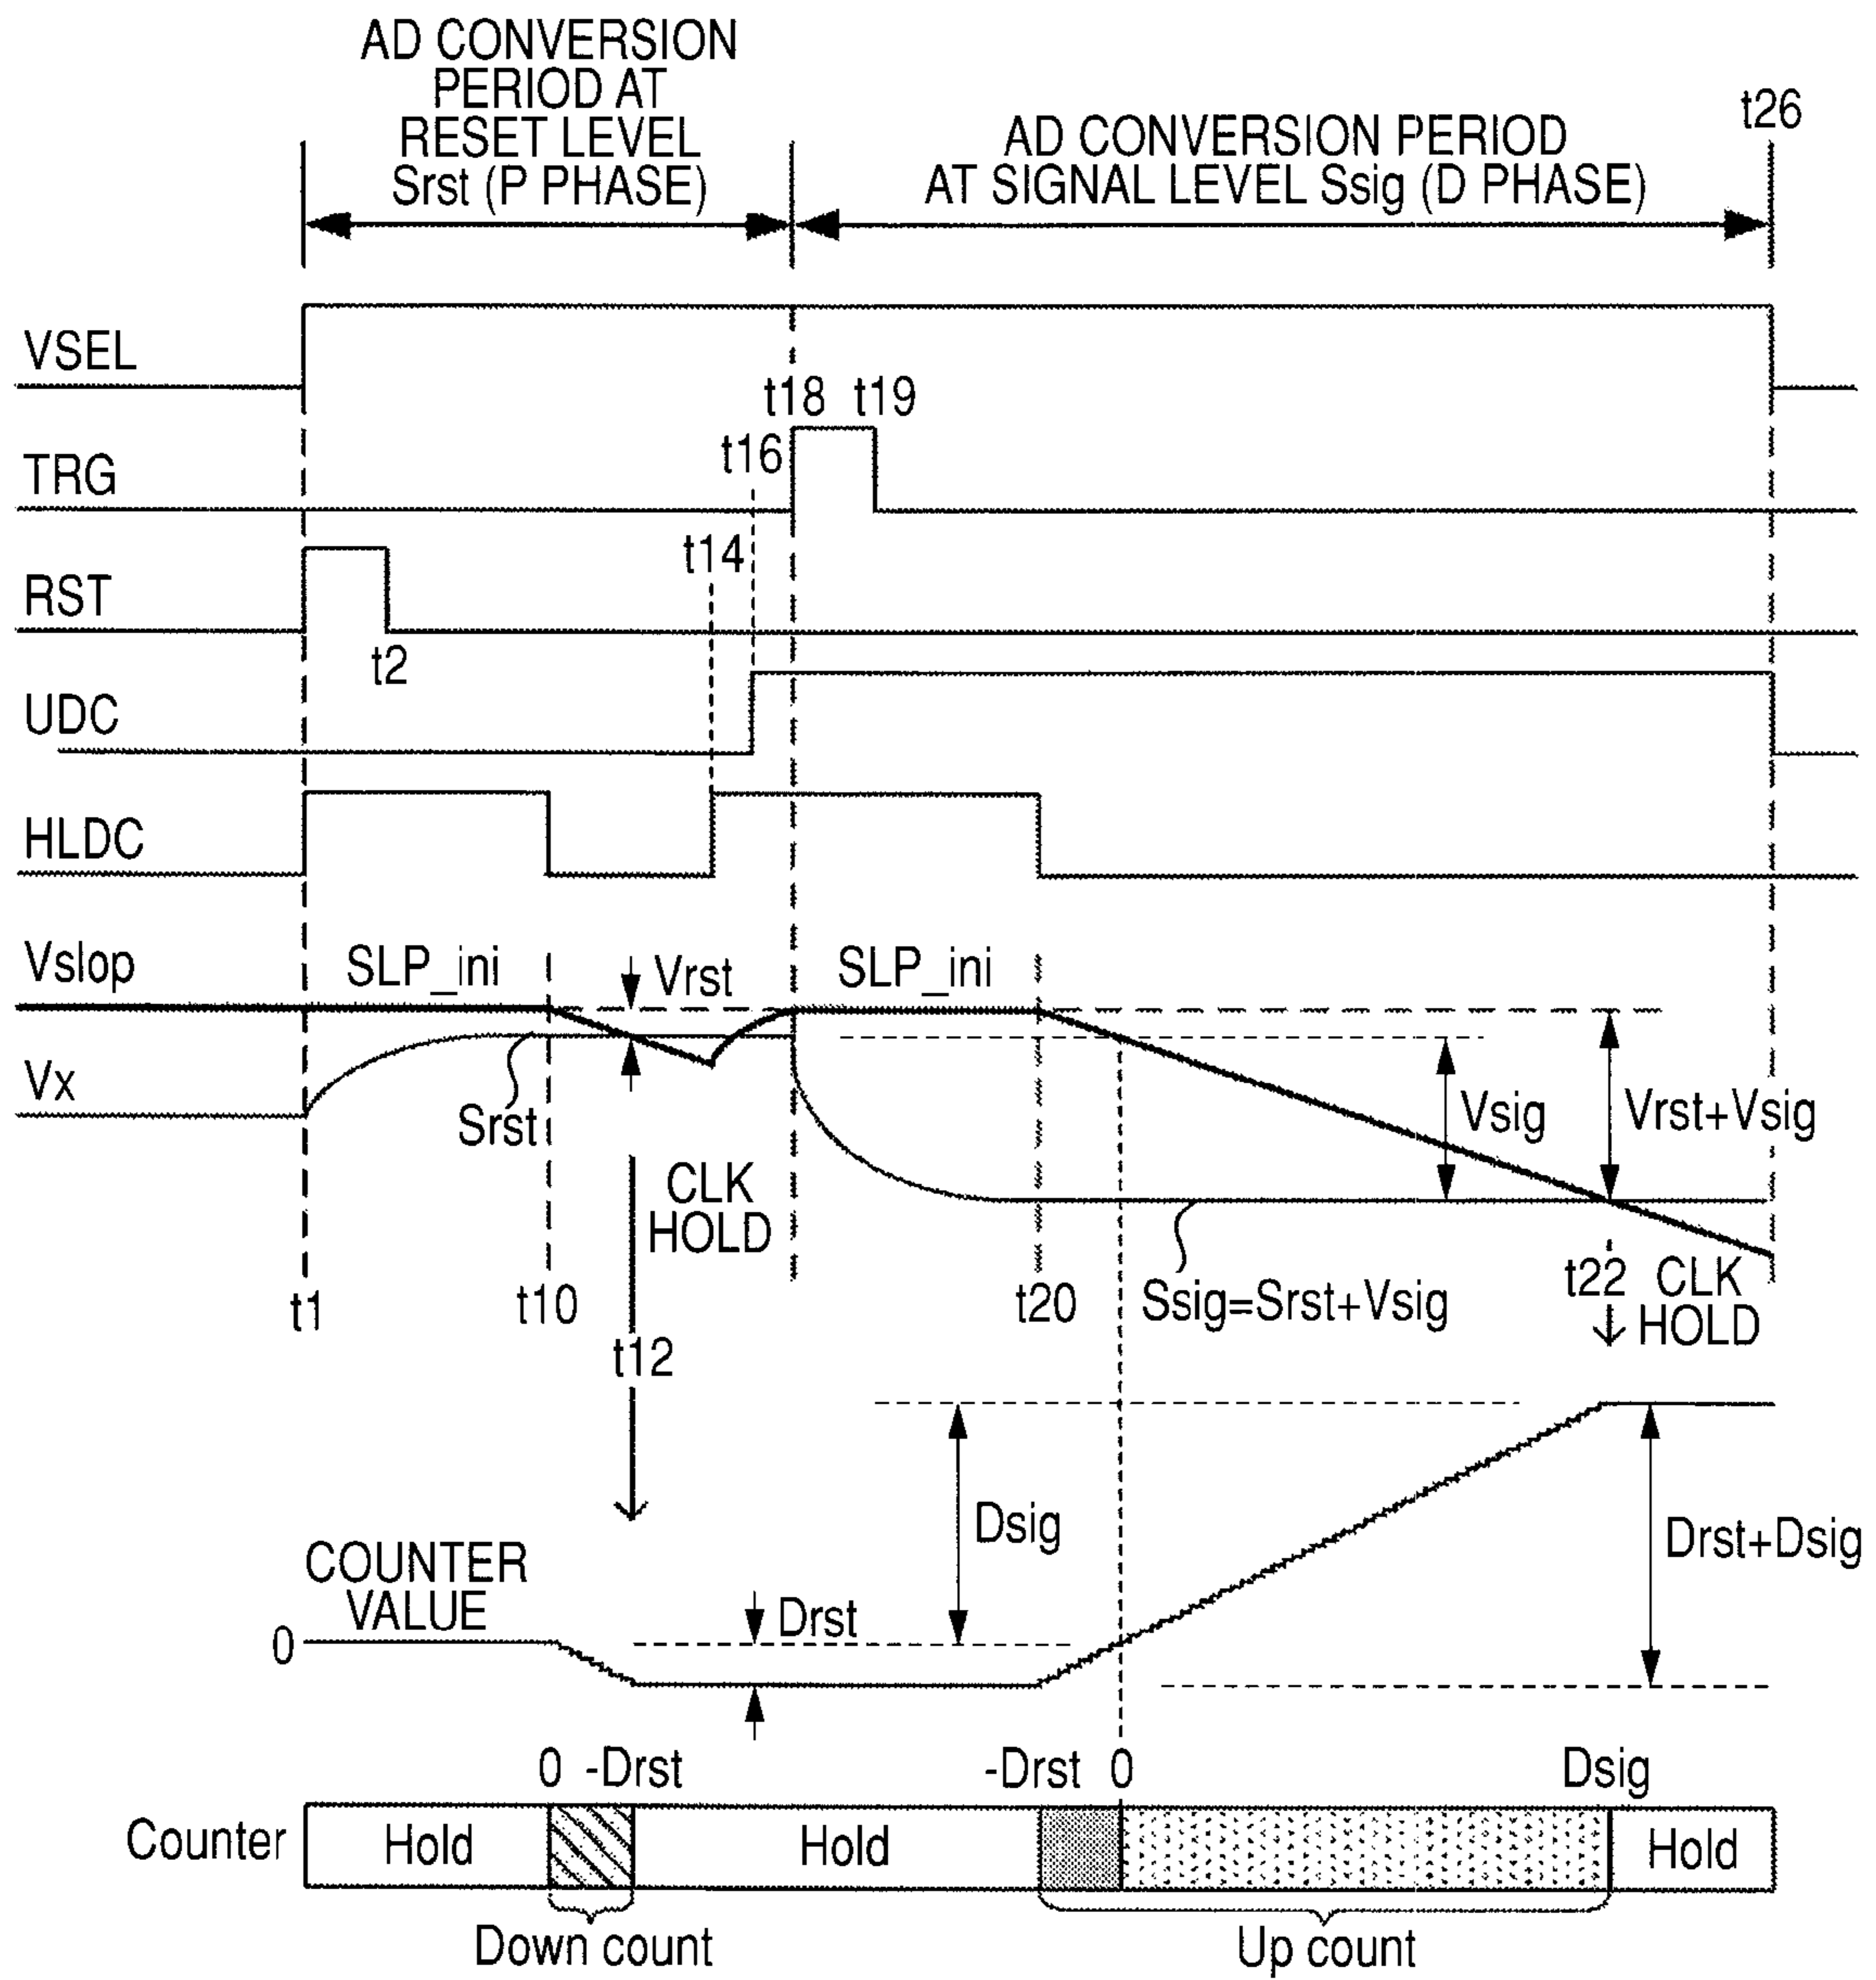 AD CONVERSION
PERIOD AT
RESET LEVEL
Srst (P PHASE)
AD CONVERSION PERIOD
AT SIGNAL LEVEL Ssig (D PHASE)
t26
VSEL
t18 t19
t16
TRG
t14
RST
t2
UDC
HLDC
Vslop
SLP_ini
Vrst
SLP_ini
Vx
Srst
Vsig
Vrst+Vsig
CLK
HOLD
t1
t10
t12
t20
Ssig=Srst+Vsig
t22
CLK
HOLD
Dsig
Drst+Dsig
COUNTER
VALUE
Drst
0
0 -Drst
-Drst 0
Dsig
Counter
Hold
Hold
Hold
Down count
Up count